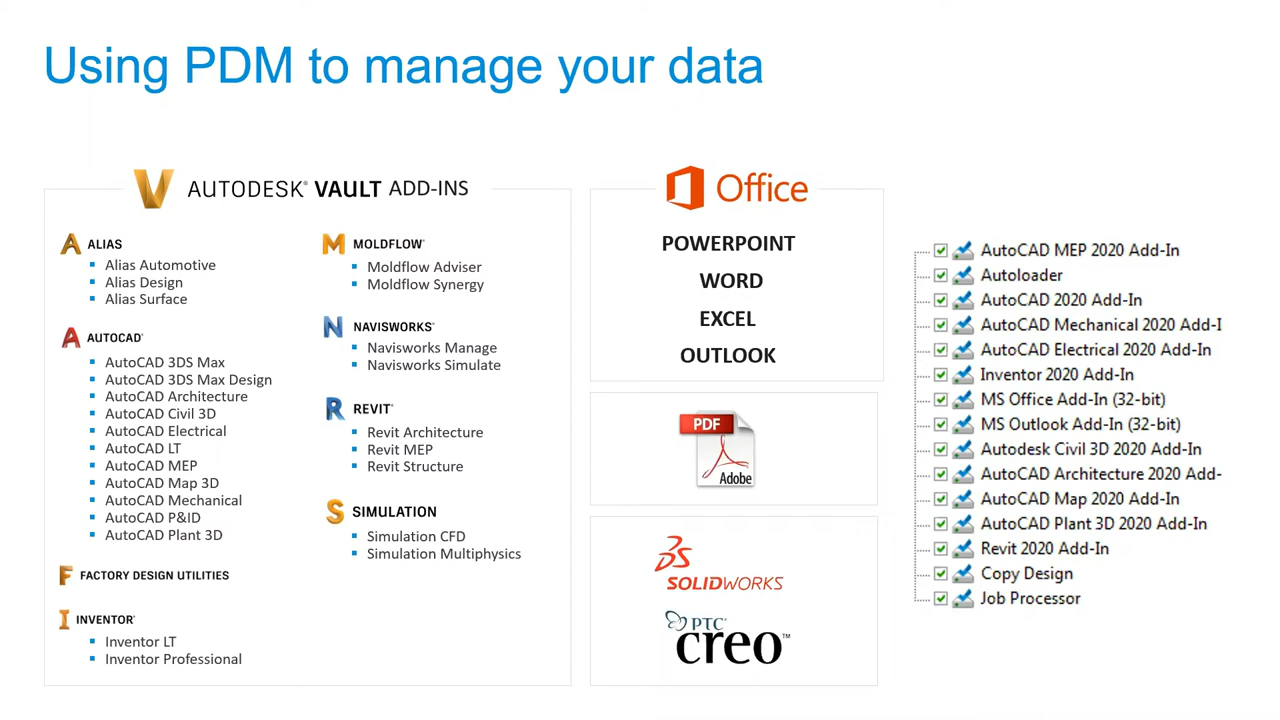 Using PDM to manage your data
AUTODESK® VAULT ADD-INS
ALIAS
Alias Automotive
Alias Design
Alias Surface
AUTOCAD®
AutoCAD 3DS Max
AutoCAD 3DS Max Design
AutoCAD Architecture
AutoCAD Civil 3D
AutoCAD Electrical
AutoCAD LT
AutoCAD MEP
AutoCAD Map 3D
AutoCAD Mechanical
AutoCAD P&ID
AutoCAD Plant 3D
FACTORY DESIGN UTILITIES
INVENTOR®
Inventor LT
Inventor Professional
MOLDFLOW®
Moldflow Adviser
Moldflow Synergy
NAVISWORKS®
Navisworks Manage
Navisworks Simulate
REVIT®
Revit Architecture
Revit MEP
Revit Structure
SIMULATION
Simulation CFD
Simulation Multiphysics
Office
POWERPOINT
WORD
EXCEL
OUTLOOK
PDF
Adobe
SOLIDWORKS
PTC®
creo™
AutoCAD MEP 2020 Add-In
Autoloader
AutoCAD 2020 Add-In
AutoCAD Mechanical 2020 Add-I
AutoCAD Electrical 2020 Add-In
Inventor 2020 Add-In
MS Office Add-In (32-bit)
MS Outlook Add-In (32-bit)
Autodesk Civil 3D 2020 Add-In
AutoCAD Architecture 2020 Add-
AutoCAD Map 2020 Add-In
AutoCAD Plant 3D 2020 Add-In
Revit 2020 Add-In
Copy Design
Job Processor